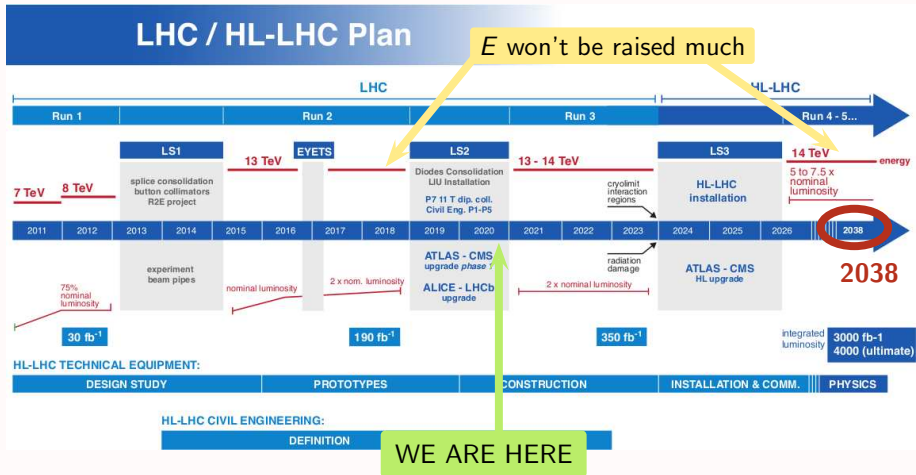 LHC / HL-LHC Plan
E won't be raised much
LHC
HL-LHC
Run 1
Run 2
Run 3
Run 4 - 5...
LS1
EYETS
LS2
LS3
7 TeV
8 TeV
13 TeV
13 - 14 TeV
14 TeV
energy
splice consolidation
button collimators
R2E project
Diodes Consolidation
LIU Installation
P7 11 T dip. coll.
Civil Eng. P1-P5
cryolimit
interaction
regions
HL-LHC
installation
5 to 7.5 x
nominal
luminosity
2011
2012
2013
2014
2015
2016
2017
2018
2019
2020
2021
2022
2023
2024
2025
2026
2038
2038
75%
nominal
luminosity
experiment
beam pipes
nominal luminosity
2 x nom. luminosity
ATLAS - CMS
upgrade phase
ALICE - LHCb
upgrade
2 x nominal luminosity
radiation
damage
ATLAS - CMS
HL upgrade
30 fb-1
190 fb-1
350 fb-1
integrated
luminosity
3000 fb-1
4000 (ultimate)
HL-LHC TECHNICAL EQUIPMENT:
DESIGN STUDY
PROTOTYPES
CONSTRUCTION
INSTALLATION & COMM.
PHYSICS
HL-LHC CIVIL ENGINEERING:
DEFINITION
WE ARE HERE